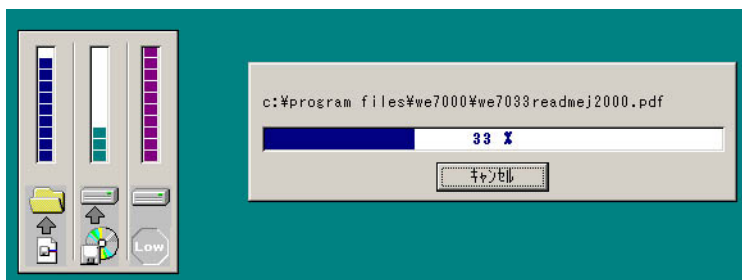 c:¥program files¥we7000¥we7033readmej2000.pdf
33 %
キャンセル
Low